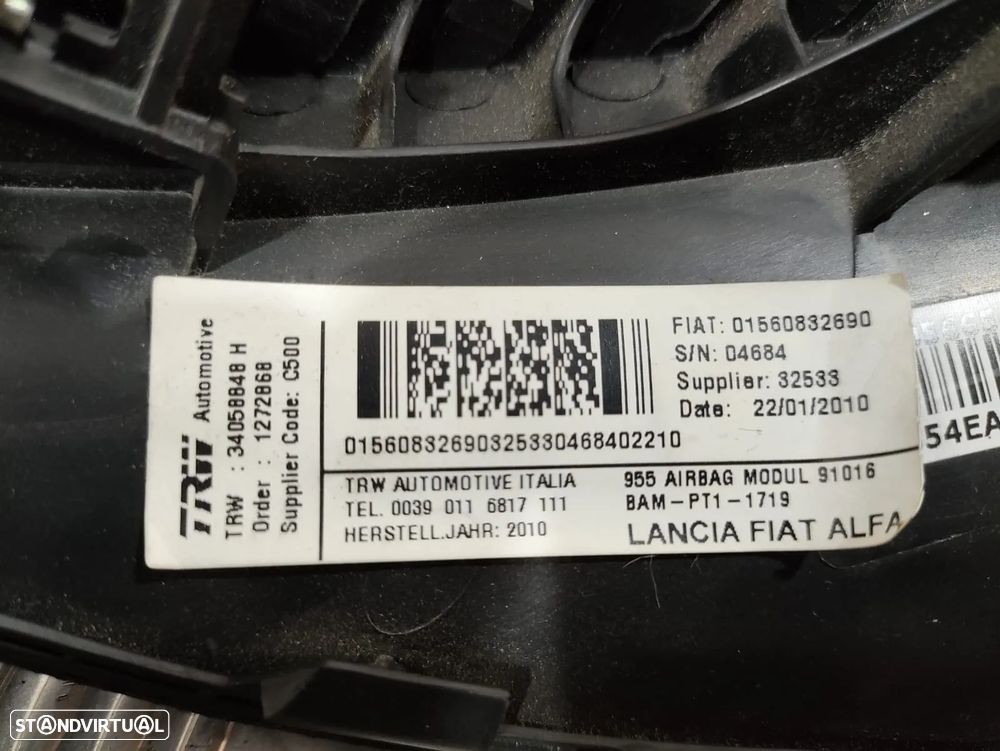 TRW Automotive
TRW : 34058848 H
Order : 1272868
Supplier Code: C500
FIAT: 01560832690
S/N: 04684
Supplier: 32533
Date: 22/01/2010
0156083269032533046840221O
TRW AUTOMOTIVE ITALIA
TEL. 0039 011 6817 111
HERSTELL.JAHR: 2010
955 AIRBAG MODUL 91016
BAM-PT1-1719
LANCIA FIAT ALFA
54EA
STANDVIRTUAL